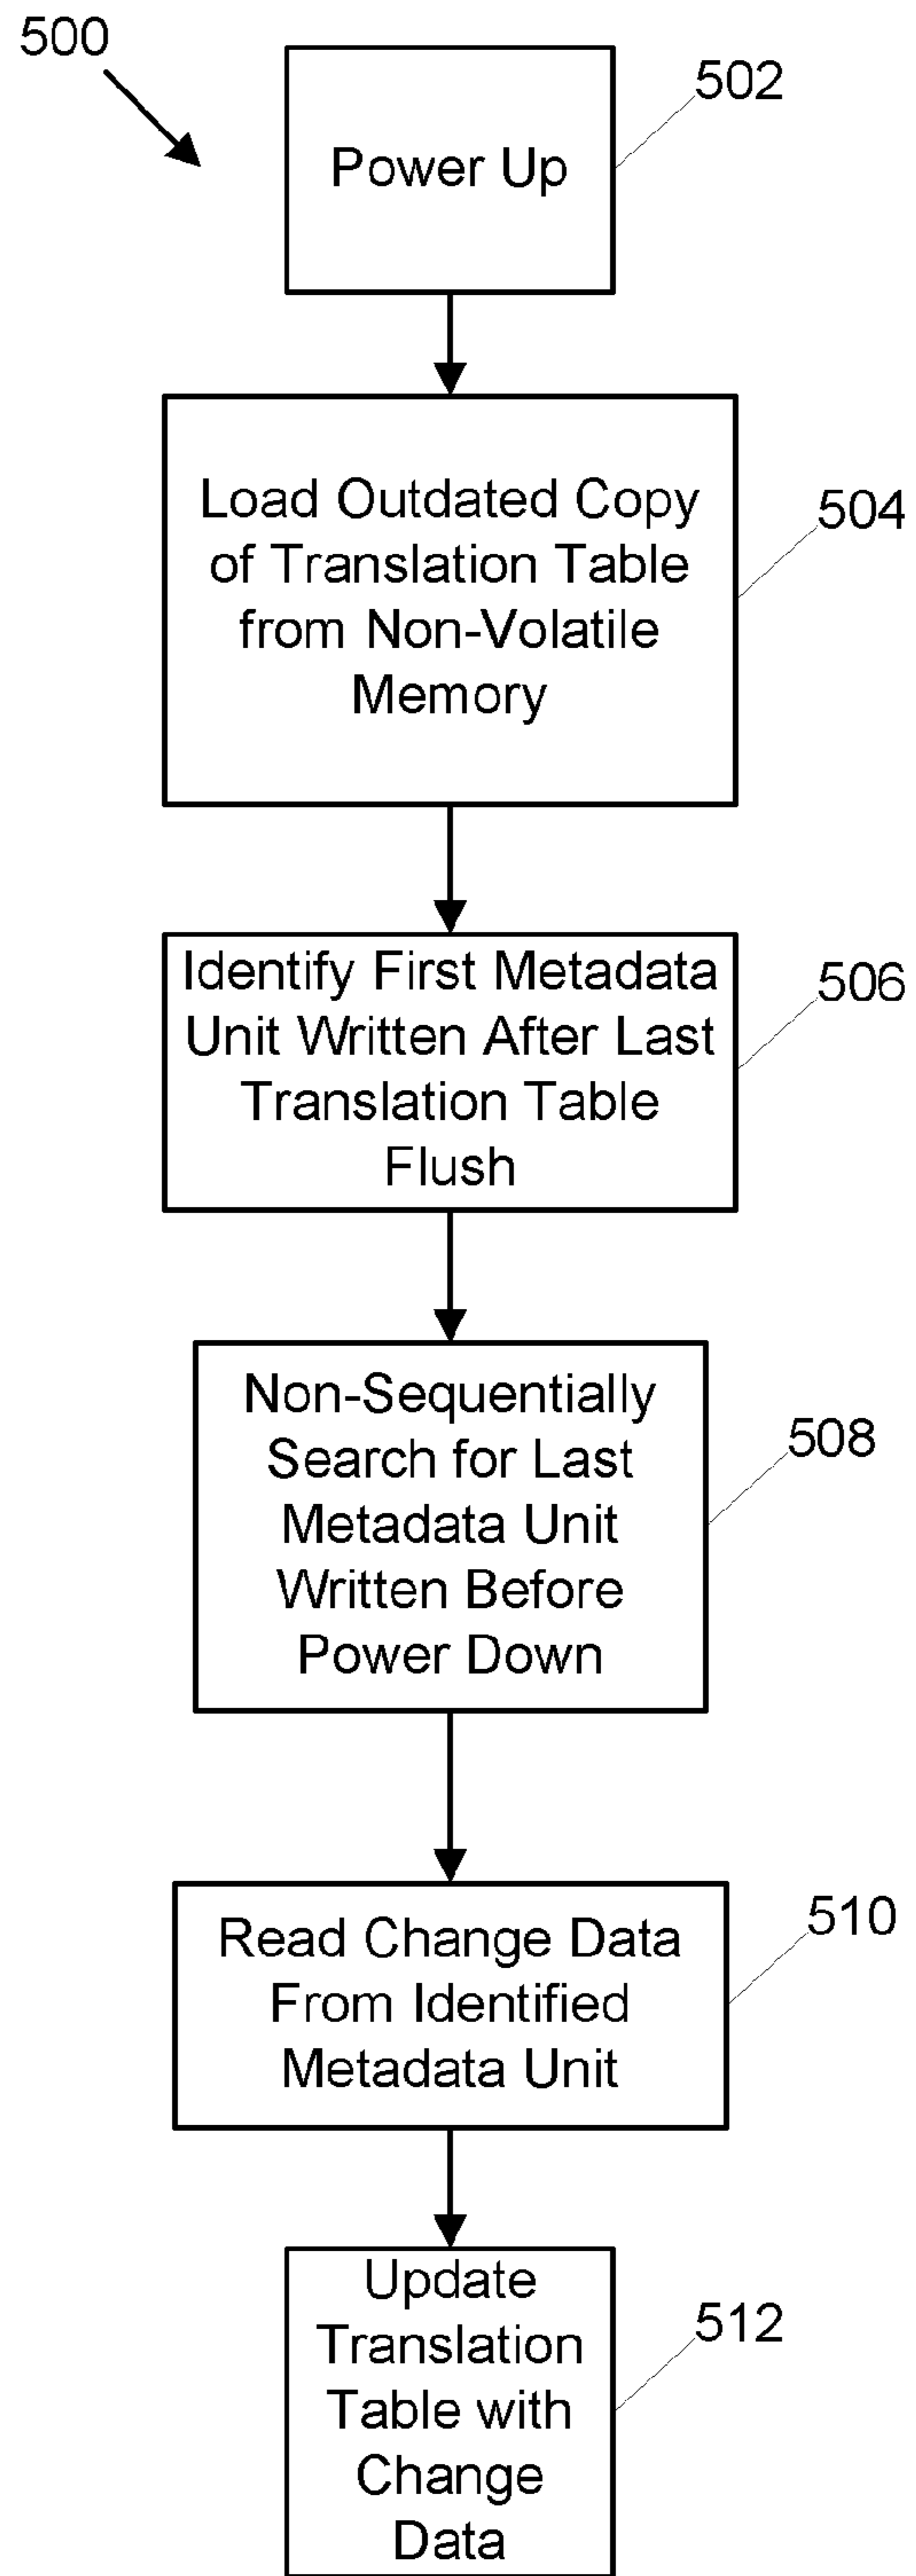 500
502
Power Up
Load Outdated Copy
of Translation Table
from Non-Volatile
Memory
504
Identify First Metadata
Unit Written After Last
Translation Table
Flush
506
Non-Sequentially
Search for Last
Metadata Unit
Written Before
Power Down
508
Read Change Data
From Identified
Metadata Unit
510
Update
Translation
Table with
Change
Data
512